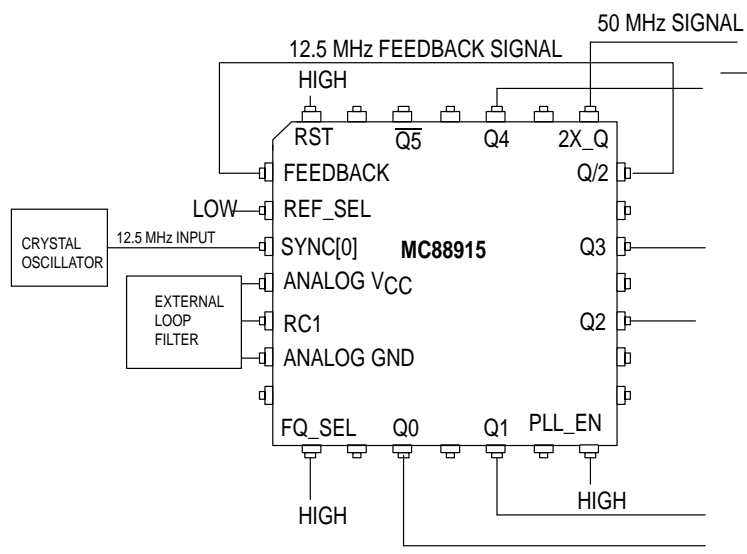 50 MHz SIGNAL
12.5 MHz FEEDBACK SIGNAL
HIGH
RST
Q5
Q4
2X_Q
FEEDBACK
Q/2
LOW
REF_SEL
CRYSTAL
OSCILLATOR
12.5 MHz INPUT
SYNC[0]
MC88915
Q3
ANALOG VCC
EXTERNAL
LOOP
FILTER
RC1
Q2
ANALOG GND
FQ_SEL
Q0
Q1
PLL_EN
HIGH
HIGH